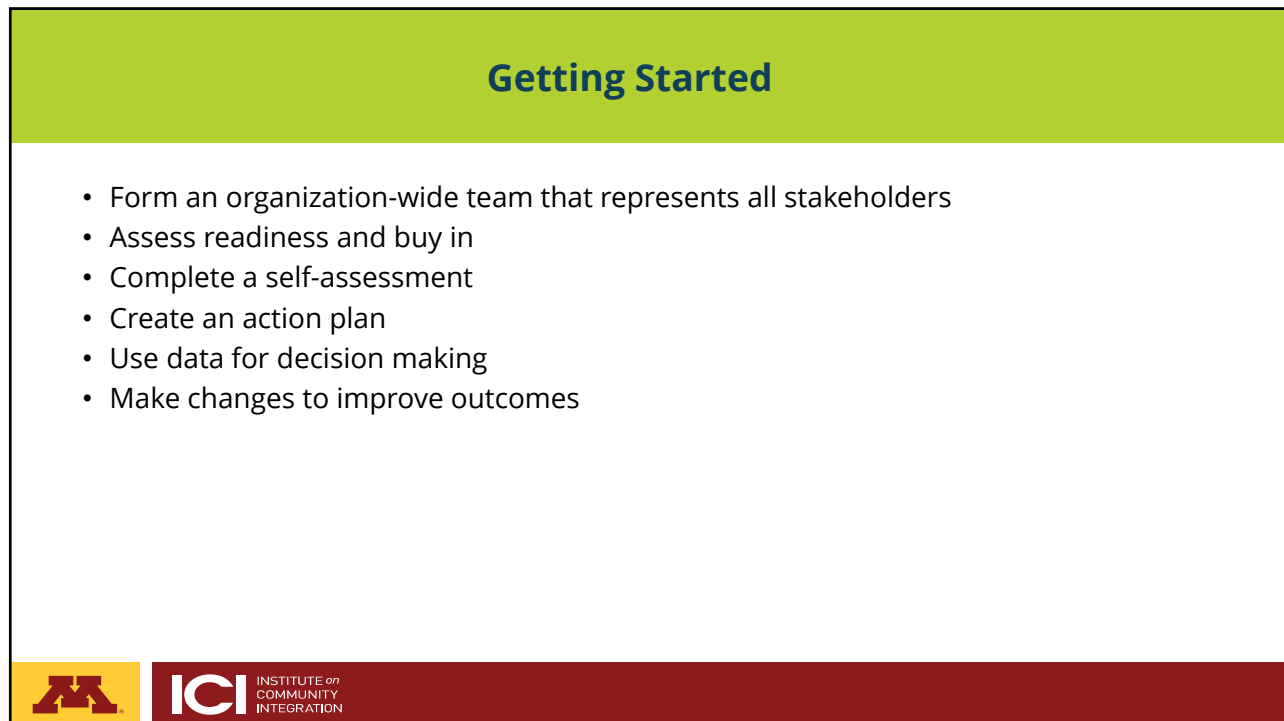 Getting Started
• Form an organization-wide team that represents all stakeholders
• Assess readiness and buy in
• Complete a self-assessment
• Create an action plan
• Use data for decision making
• Make changes to improve outcomes
M
ICI
INSTITUTE on
COMMUNITY
INTEGRATION